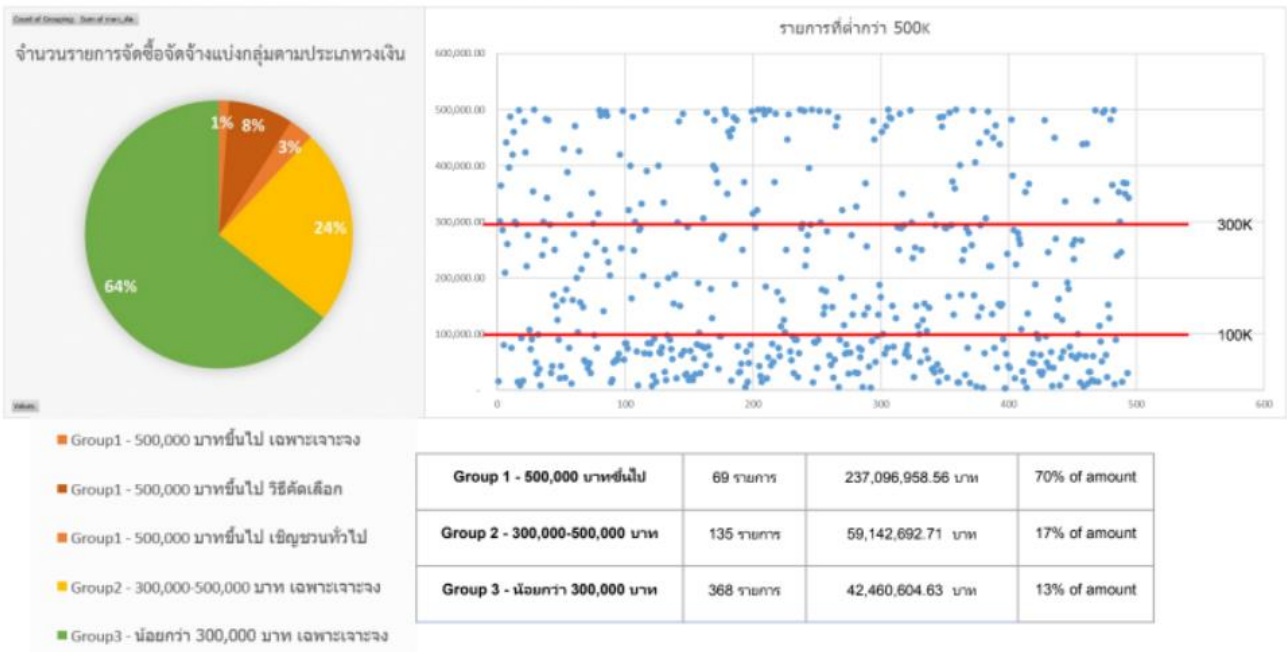 Count of Grouping
จำนวนรายการจัดซื้อจัดจ้างแบ่งกลุ่มตามประเภทวงเงิน
1%
8%
3%
24%
64%
Values
รายการที่ต่ำกว่า 500K
600,000.00
500,000.00
400,000.00
300,000.00
200,000.00
100,000.00
-
0
100
200
300
400
500
600
300K
100K
Group1 - 500,000 บาทขึ้นไป เฉพาะเจาะจง
Group1 - 500,000 บาทขึ้นไป วิธีคัดเลือก
Group1 - 500,000 บาทขึ้นไป เชิญชวนทั่วไป
Group2 - 300,000-500,000 บาท เฉพาะเจาะจง
Group3 - น้อยกว่า 300,000 บาท เฉพาะเจาะจง
Group 1 - 500,000 บาทขึ้นไป 69 รายการ 237,096,958.56 บาท 70% of amount
Group 2 - 300,000-500,000 บาท 135 รายการ 59,142,692.71 บาท 17% of amount
Group 3 - น้อยกว่า 300,000 บาท 368 รายการ 42,460,604.63 บาท 13% of amount